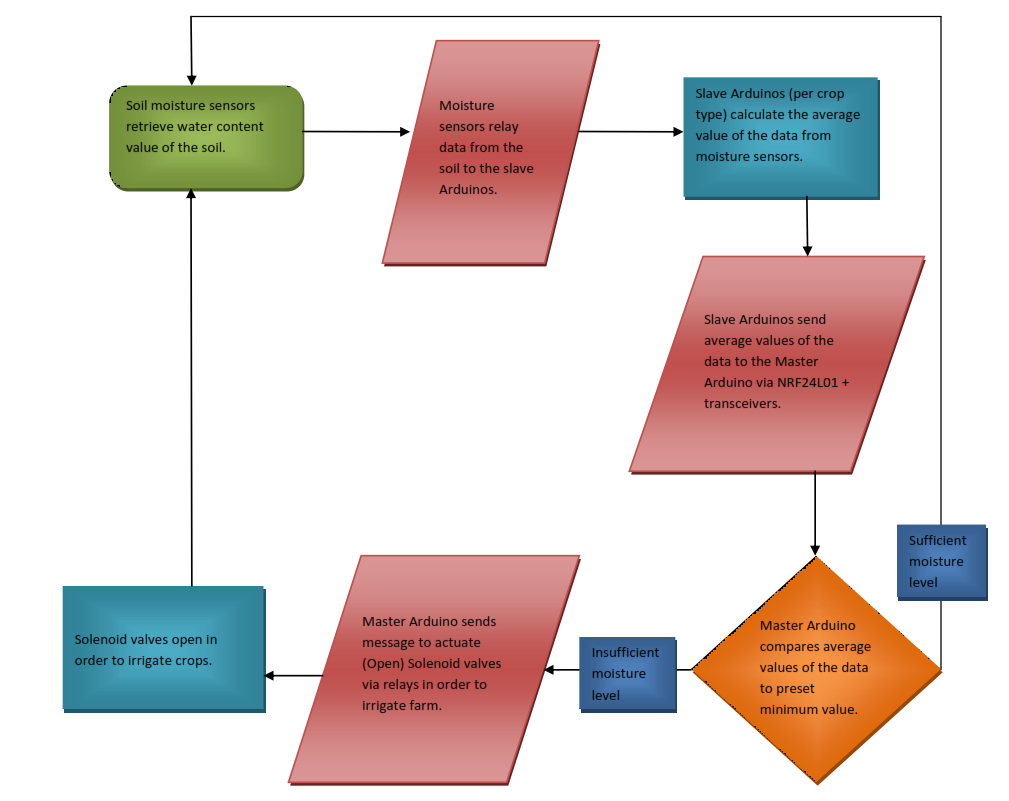 Soil moisture sensors
retrieve water content
value of the soil.
Moisture
sensors relay
data from the
soil to the slave
Arduinos.
Slave Arduinos (per crop
type) calculate the average
value of the data from
moisture sensors.
Slave Arduinos send
average values of the
data to the Master
Arduino via NRF24L01 +
transceivers.
Sufficient
moisture
level
Master Arduino
compares average
values of the data
to preset
minimum value.
Insufficient
moisture
level
Master Arduino sends
message to actuate
(Open) Solenoid valves
via relays in order to
irrigate farm.
Solenoid valves open in
order to irrigate crops.